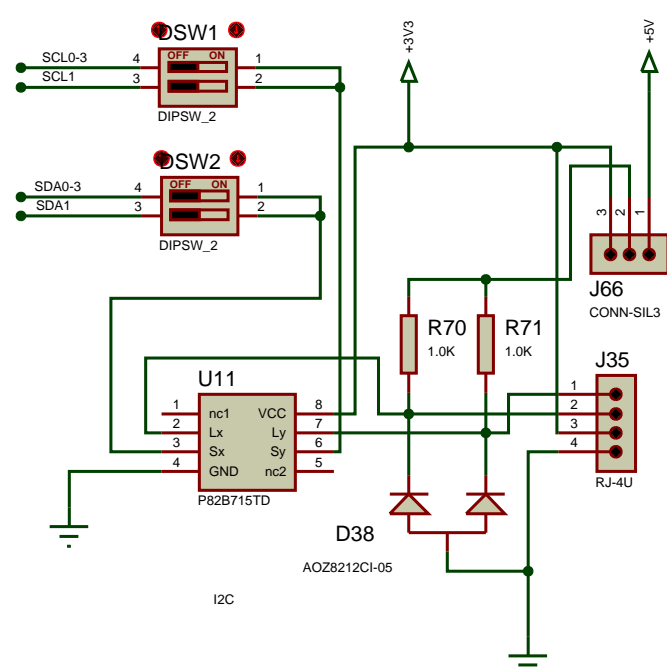 DSW1
SCL0-3 4 OFF ON 1
SCL1 3 2
DIPSW_2
DSW2
SDA0-3 4 OFF ON 1
SDA1 3 2
DIPSW_2
+3V3
+5V
3 2 1
J66
CONN-SIL3
R70
1.0K
R71
1.0K
J35
1
2
3
4
RJ-4U
U11
1 nc1 VCC 8
2 Lx Ly 7
3 Sx Sy 6
4 GND nc2 5
P82B715TD
D38
AOZ8212CI-05
I2C